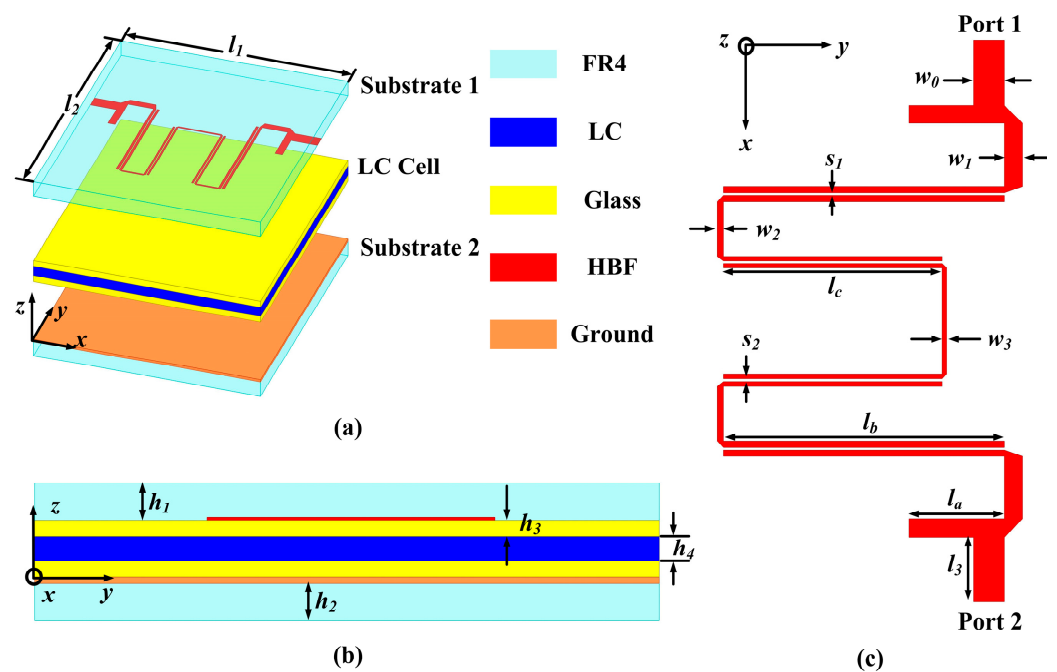 l1
l2
Substrate 1
LC Cell
Substrate 2
z
y
x
(a)
FR4
LC
Glass
HBF
Ground
z
h1
h3
h4
x
y
h2
(b)
Port 1
z
y
x
w0
w1
s1
w2
lc
w3
s2
lb
la
l3
Port 2
(c)